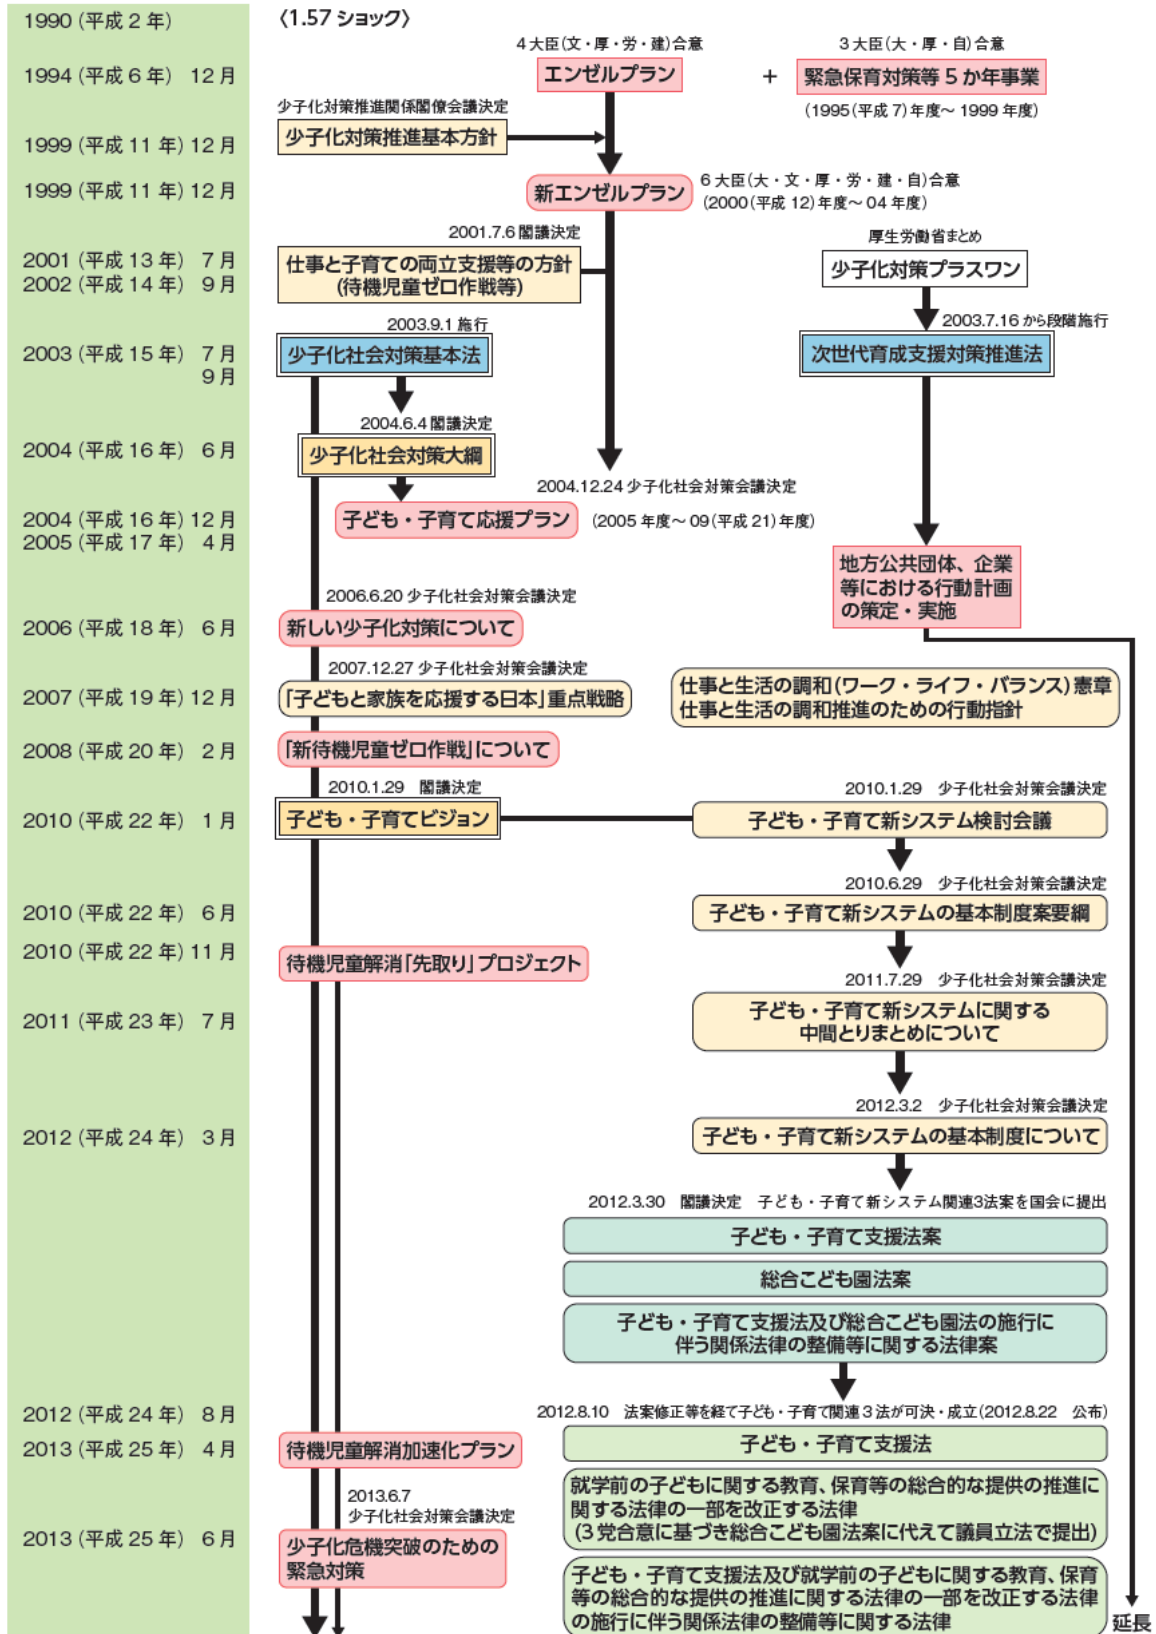 1990 (平成 2 年)
〈1.57 ショック〉
4 大臣(文・厚・労・建)合意
3 大臣(大・厚・自)合意
1994 (平成 6 年) 12 月
エンゼルプラン
+
緊急保育対策等 5 か年事業
(1995(平成 7)年度～ 1999 年度)
少子化対策推進関係閣僚会議決定
少子化対策推進基本方針
1999 (平成 11 年) 12 月
1999 (平成 11 年) 12 月
新エンゼルプラン
6 大臣(大・文・厚・労・建・自)合意
(2000(平成 12)年度～ 04 年度)
2001.7.6 閣議決定
厚生労働省まとめ
2001 (平成 13 年) 7 月
2002 (平成 14 年) 9 月
仕事と子育ての両立支援等の方針
(待機児童ゼロ作戦等)
少子化対策プラスワン
2003.9.1 施行
2003.7.16 から段階施行
2003 (平成 15 年) 7 月
9 月
少子化社会対策基本法
次世代育成支援対策推進法
2004.6.4 閣議決定
2004 (平成 16 年) 6 月
少子化社会対策大綱
2004.12.24 少子化社会対策会議決定
2004 (平成 16 年) 12 月
2005 (平成 17 年) 4 月
子ども・子育て応援プラン
(2005 年度～ 09(平成 21)年度)
地方公共団体、企業
等における行動計画
の策定・実施
2006.6.20 少子化社会対策会議決定
2006 (平成 18 年) 6 月
新しい少子化対策について
2007.12.27 少子化社会対策会議決定
2007 (平成 19 年) 12 月
「子どもと家族を応援する日本」重点戦略
仕事と生活の調和(ワーク・ライフ・バランス)憲章
仕事と生活の調和推進のための行動指針
2008 (平成 20 年) 2 月
「新待機児童ゼロ作戦」について
2010.1.29 閣議決定
2010.1.29 少子化社会対策会議決定
2010 (平成 22 年) 1 月
子ども・子育てビジョン
子ども・子育て新システム検討会議
2010.6.29 少子化社会対策会議決定
2010 (平成 22 年) 6 月
子ども・子育て新システムの基本制度案要綱
2010 (平成 22 年) 11 月
待機児童解消「先取り」プロジェクト
2011.7.29 少子化社会対策会議決定
2011 (平成 23 年) 7 月
子ども・子育て新システムに関する
中間とりまとめについて
2012.3.2 少子化社会対策会議決定
2012 (平成 24 年) 3 月
子ども・子育て新システムの基本制度について
2012.3.30 閣議決定 子ども・子育て新システム関連3法案を国会に提出
子ども・子育て支援法案
総合こども園法案
子ども・子育て支援法及び総合こども園法の施行に
伴う関係法律の整備等に関する法律案
2012 (平成 24 年) 8 月
2012.8.10 法案修正等を経て子ども・子育て関連 3 法が可決・成立(2012.8.22 公布)
2013 (平成 25 年) 4 月
待機児童解消加速化プラン
子ども・子育て支援法
就学前の子どもに関する教育、保育等の総合的な提供の推進に
関する法律の一部を改正する法律
(3 党合意に基づき総合こども園法案に代えて議員立法で提出)
2013.6.7
少子化社会対策会議決定
2013 (平成 25 年) 6 月
少子化危機突破のための
緊急対策
子ども・子育て支援法及び就学前の子どもに関する教育、保育
等の総合的な提供の推進に関する法律の一部を改正する法律
の施行に伴う関係法律の整備等に関する法律
延長